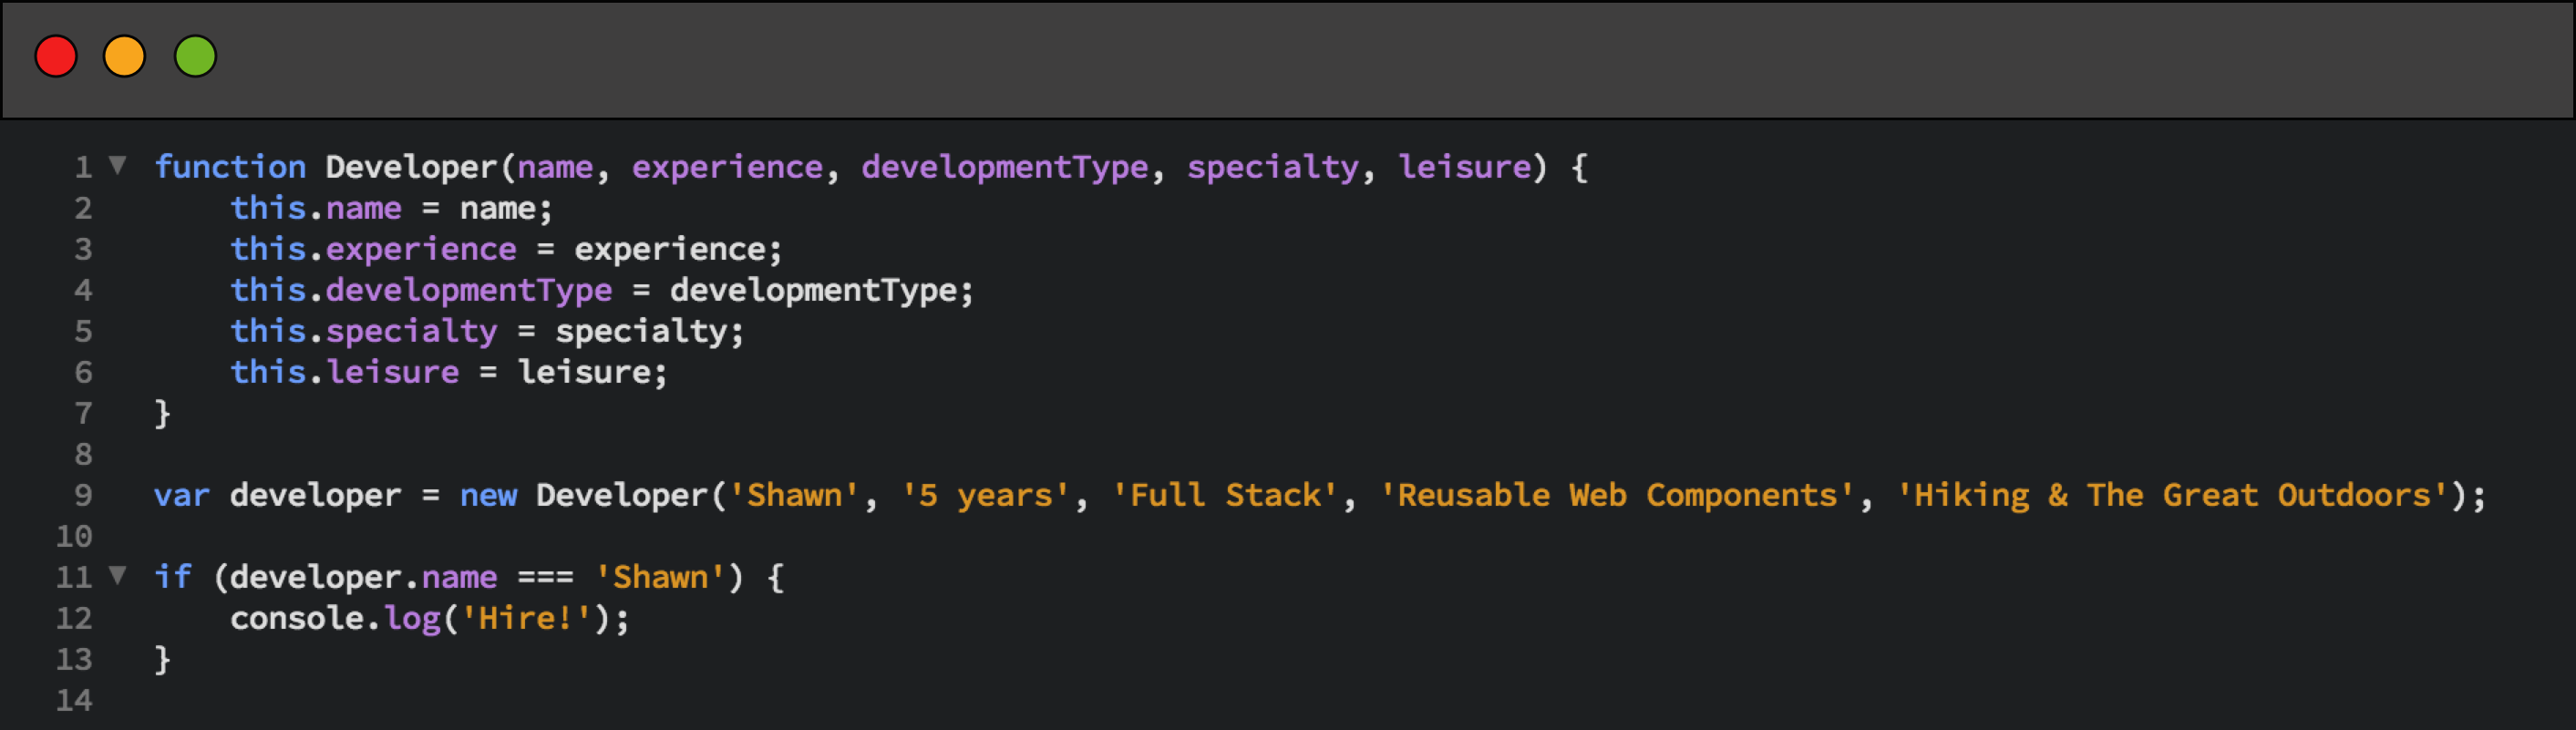 1 ▼ function Developer(name, experience, developmentType, specialty, leisure) {
2     this.name = name;
3     this.experience = experience;
4     this.developmentType = developmentType;
5     this.specialty = specialty;
6     this.leisure = leisure;
7 }
8
9 var developer = new Developer('Shawn', '5 years', 'Full Stack', 'Reusable Web Components', 'Hiking & The Great Outdoors');
10
11 ▼ if (developer.name === 'Shawn') {
12     console.log('Hire!');
13 }
14